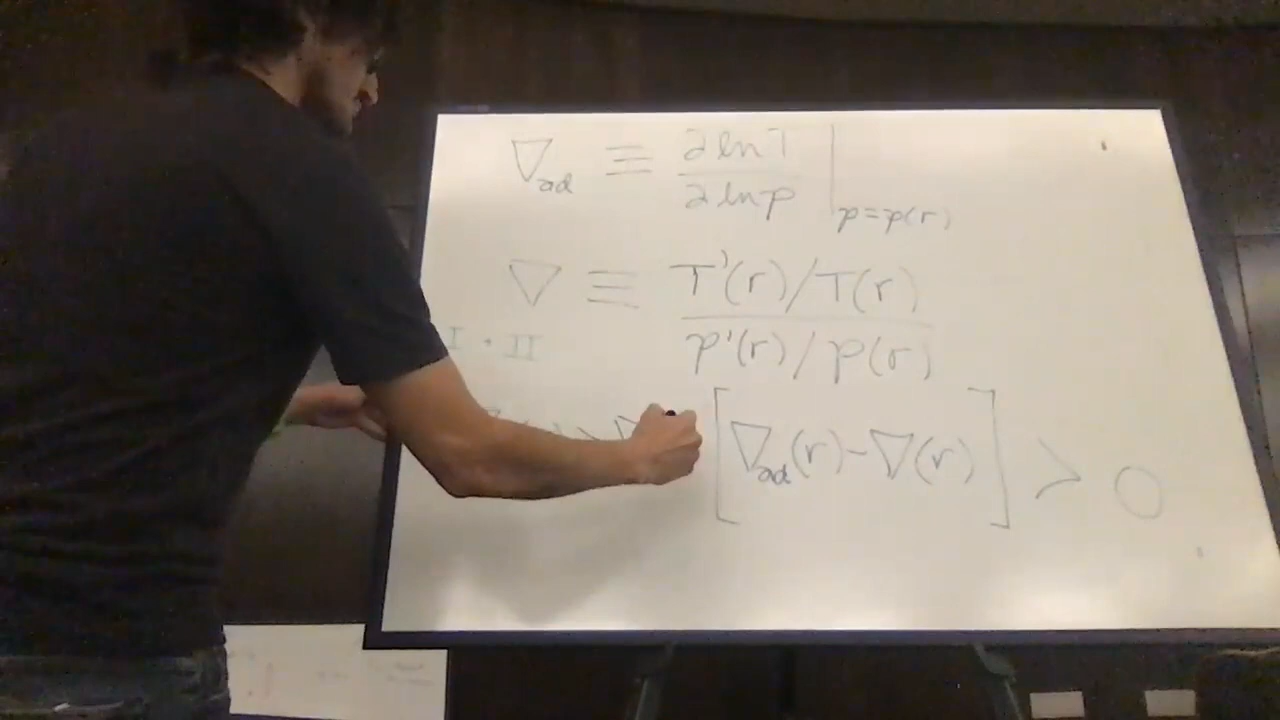 ∇ad ≡ ∂lnT / ∂lnp |p=p(r)
∇ ≡ T'(r)/T(r) / p'(r)/p(r)
I · II
[∇ad(r) - ∇(r)] > 0